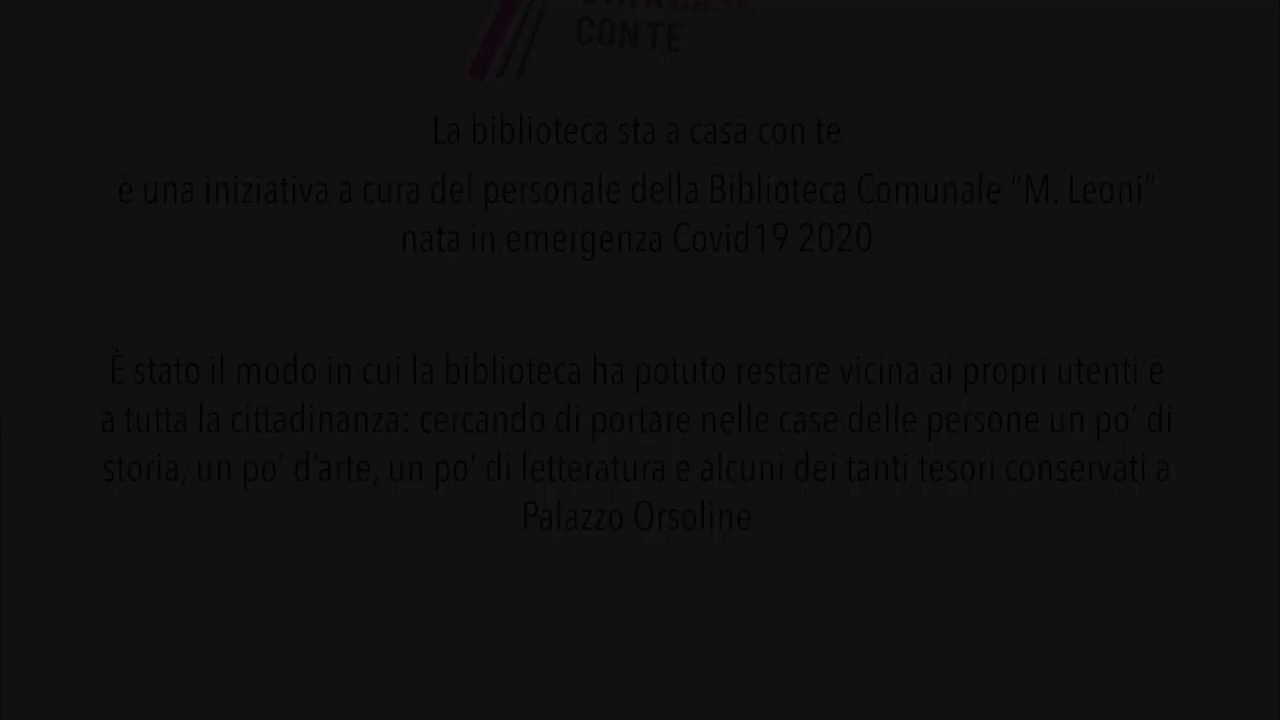 CON TE
La biblioteca sta a casa con te
è una iniziativa a cura del personale della Biblioteca Comunale “M. Leoni”
nata in emergenza Covid19 2020
È stato il modo in cui la biblioteca ha potuto restare vicina ai propri utenti e
a tutta la cittadinanza: cercando di portare nelle case delle persone un po’ di
storia, un po’ d’arte, un po’ di letteratura e alcuni dei tanti tesori conservati a
Palazzo Orsoline